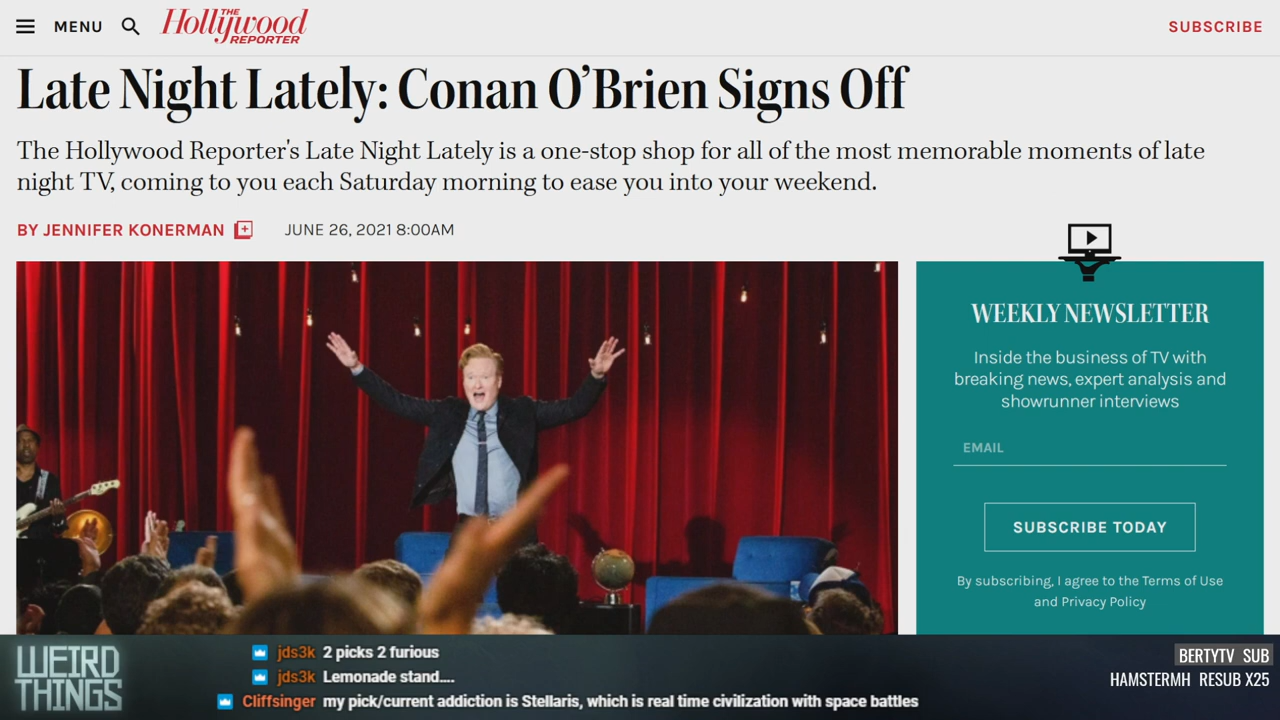 MENU
THE
Hollywood
REPORTER
SUBSCRIBE
Late Night Lately: Conan O’Brien Signs Off
The Hollywood Reporter's Late Night Lately is a one-stop shop for all of the most memorable moments of late
night TV, coming to you each Saturday morning to ease you into your weekend.
BY JENNIFER KONERMAN
JUNE 26, 2021 8:00AM
WEEKLY NEWSLETTER
Inside the business of TV with
breaking news, expert analysis and
showrunner interviews
EMAIL
SUBSCRIBE TODAY
By subscribing, I agree to the Terms of Use
and Privacy Policy
WEIRD
THINGS
jds3k 2 picks 2 furious
jds3k Lemonade stand....
Cliffsinger my pick/current addiction is Stellaris, which is real time civilization with space battles
BERTYTV SUB
HAMSTERMH RESUB X25